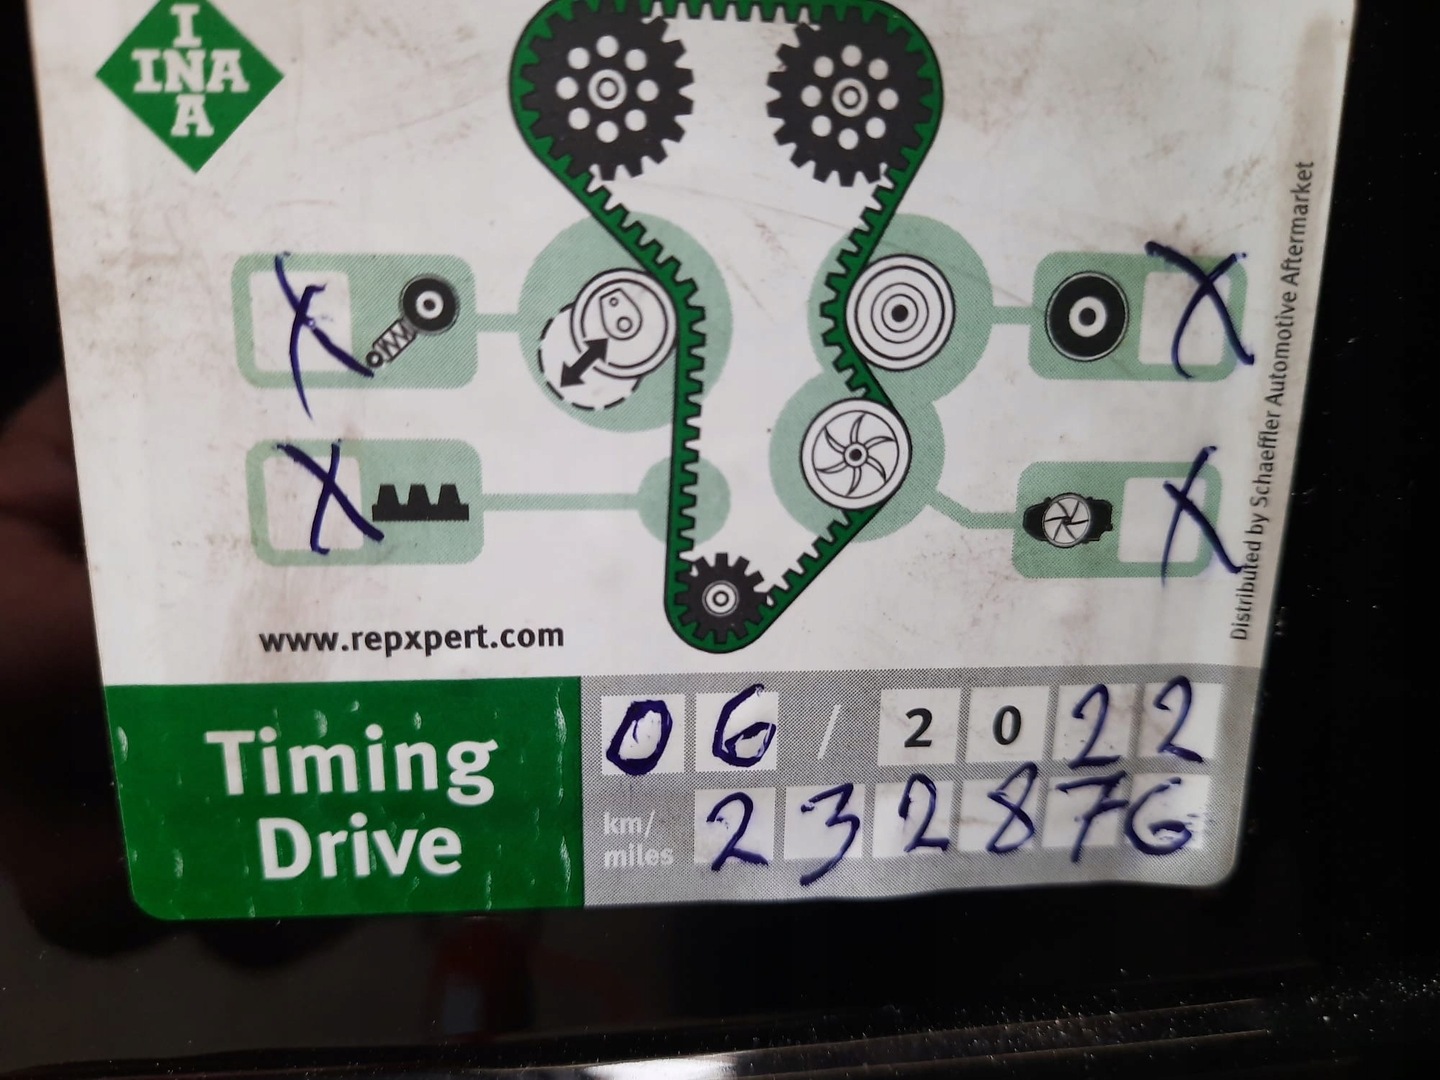 I
INA
A
X
X
X
X
www.repxpert.com
Distributed by Schaeffler Automotive Aftermarket
Timing
Drive
06 / 2022
km/
miles
232876